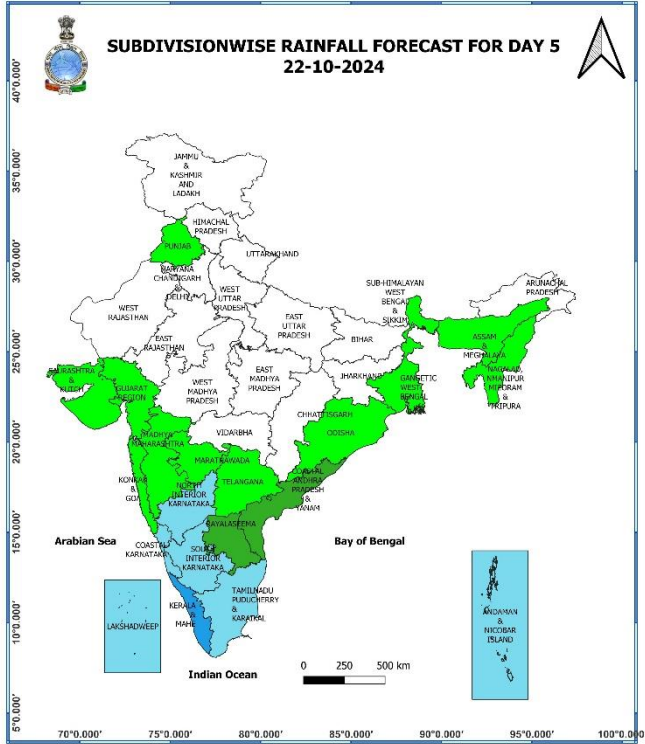 SUBDIVISIONWISE RAINFALL FORECAST FOR DAY 5
22-10-2024
40°0.000'
35°0.000'
30°0.000'
25°0.000'
20°0.000'
15°0.000'
10°0.000'
5°0.000'
JAMMU
&
KASHMIR
AND
LADAKH
HIMACHAL
PRADESH
PUNJAB
UTTARAKHAND
HARYANA
CHANDIGARH
&
DELHI
WEST
UTTAR
PRADESH
WEST
RAJASTHAN
EAST
RAJASTHAN
EAST
UTTAR
PRADESH
SUB-HIMALAYAN
WEST
BENGAL
&
SIKKIM
ARUNACHAL
PRADESH
BIHAR
ASSAM
&
MEGHALAYA
NAGALAD,
MANIPUR
MIZORAM
&
TRIPURA
SAURASHTRA
&
KUTCH
GUJARAT
REGION
WEST
MADHYA
PRADESH
EAST
MADHYA
PRADESH
JHARKHAND
GANGETIC
WEST
BENGAL
CHHATTISGARH
ODISHA
VIDARBHA
MADHYA
MAHARASHTRA
MARATHWADA
KONKAN
&
GOA
TELANGANA
NORTH
INTERIOR
KARNATAKA
COASTAL
ANDHRA
PRADESH
&
YANAM
RAYALASEEMA
Arabian Sea
COASTAL
KARNATAKA
SOUTH
INTERIOR
KARNATAKA
Bay of Bengal
TAMILNADU
PUDUCHERRY
&
KARAIKAL
KERALA
&
MAHE
LAKSHADWEEP
ANDAMAN
&
NICOBAR
ISLAND
Indian Ocean
0 250 500 km
70°0.000' 75°0.000' 80°0.000' 85°0.000' 90°0.000' 95°0.000' 100°0.000'